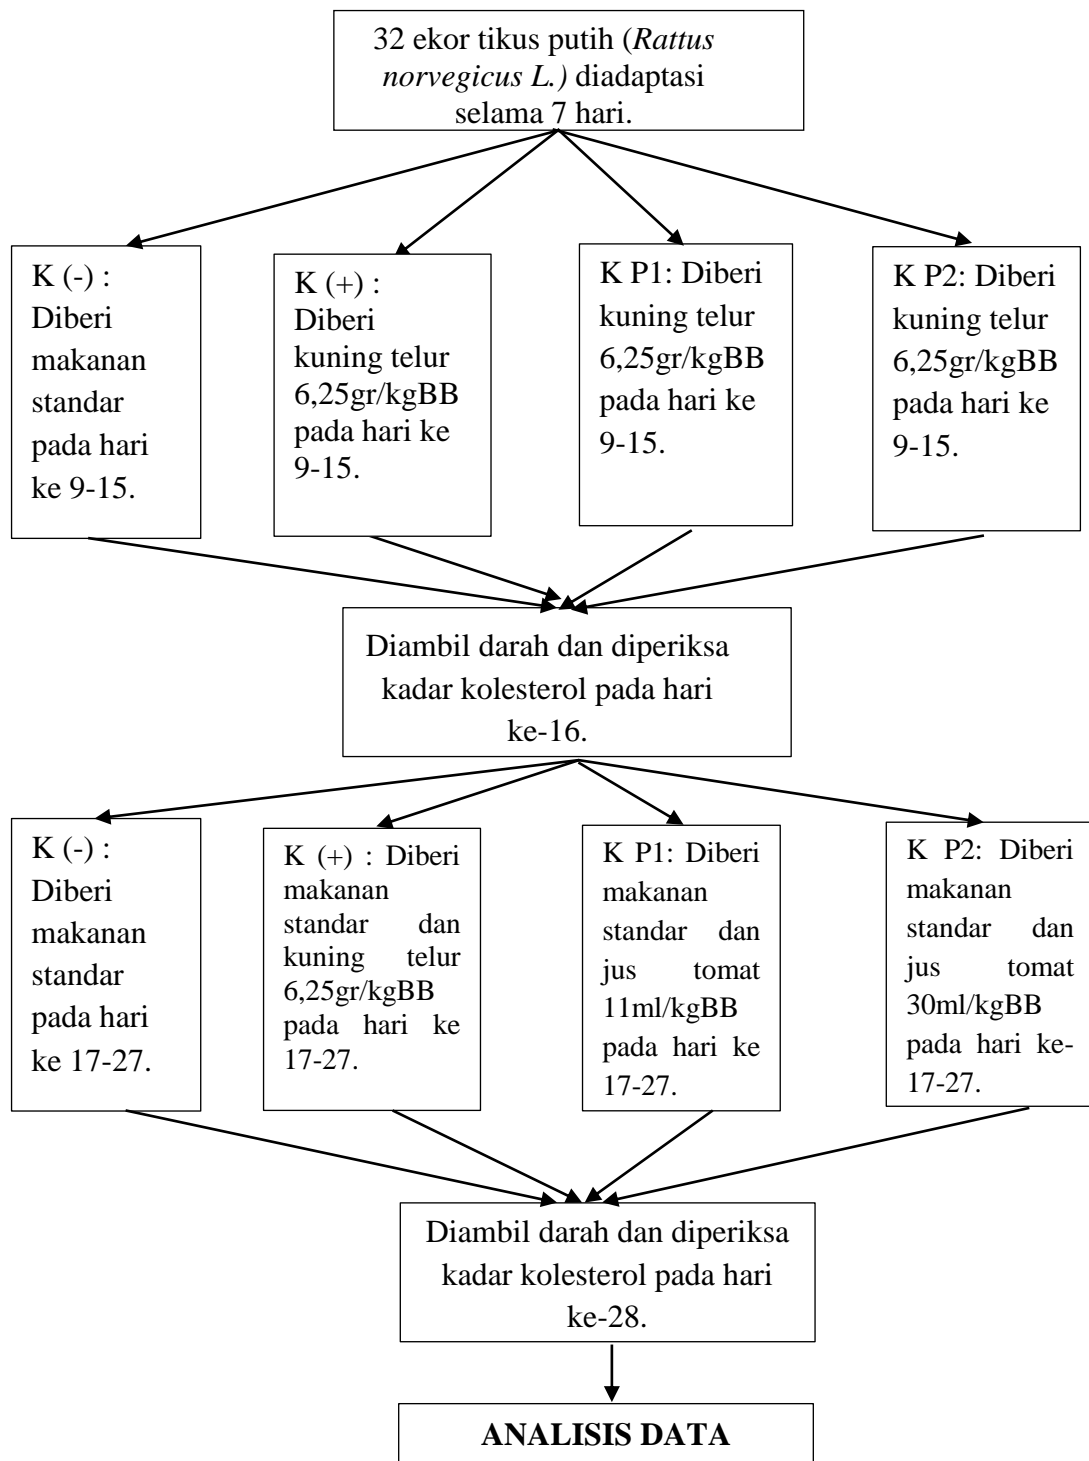 32 ekor tikus putih (Rattus
norvegicus L.) diadaptasi
selama 7 hari.
K (-) :
Diberi
makanan
standar
pada hari
ke 9-15.
K (+) :
Diberi
kuning telur
6,25gr/kgBB
pada hari ke
9-15.
K P1: Diberi
kuning telur
6,25gr/kgBB
pada hari ke
9-15.
K P2: Diberi
kuning telur
6,25gr/kgBB
pada hari ke
9-15.
Diambil darah dan diperiksa
kadar kolesterol pada hari
ke-16.
K (-) :
Diberi
makanan
standar
pada hari
ke 17-27.
K (+) : Diberi
makanan
standar dan
kuning telur
6,25gr/kgBB
pada hari ke
17-27.
K P1: Diberi
makanan
standar dan
jus tomat
11ml/kgBB
pada hari ke
17-27.
K P2: Diberi
makanan
standar dan
jus tomat
30ml/kgBB
pada hari ke-
17-27.
Diambil darah dan diperiksa
kadar kolesterol pada hari
ke-28.
ANALISIS DATA